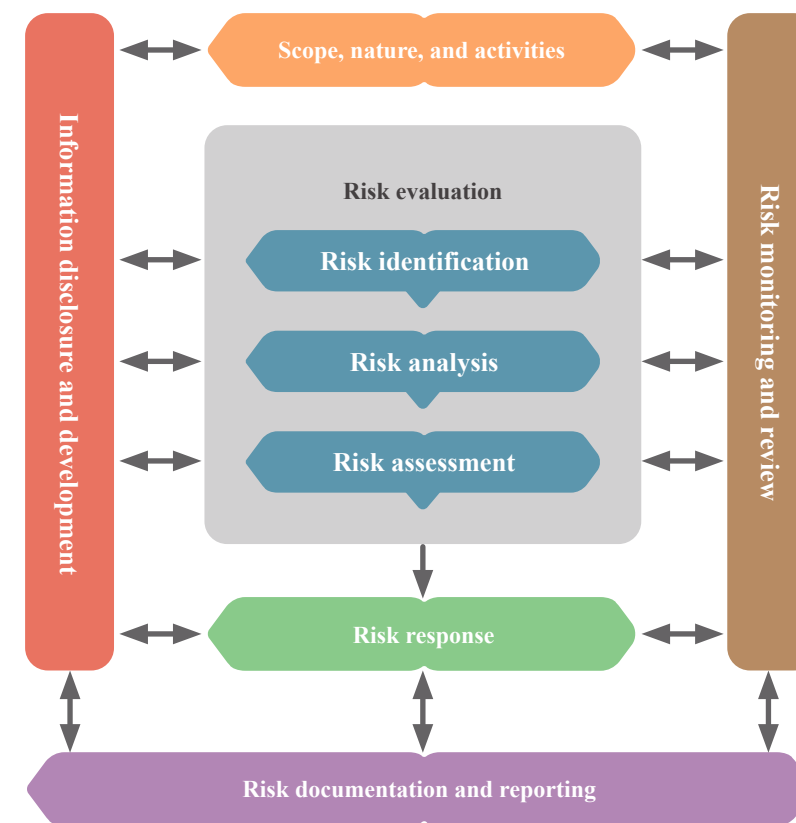 Scope, nature, and activities
Information disclosure and development
Risk monitoring and review
Risk evaluation
Risk identification
Risk analysis
Risk assessment
Risk response
Risk documentation and reporting